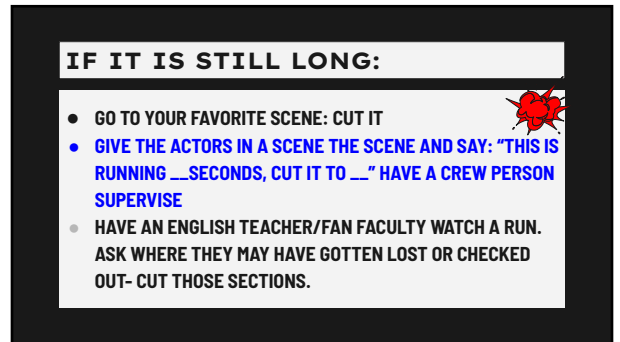 IF IT IS STILL LONG:
● GO TO YOUR FAVORITE SCENE: CUT IT
● GIVE THE ACTORS IN A SCENE THE SCENE AND SAY: “THIS IS
RUNNING __SECONDS, CUT IT TO __” HAVE A CREW PERSON
SUPERVISE
● HAVE AN ENGLISH TEACHER/FAN FACULTY WATCH A RUN.
ASK WHERE THEY MAY HAVE GOTTEN LOST OR CHECKED
OUT- CUT THOSE SECTIONS.